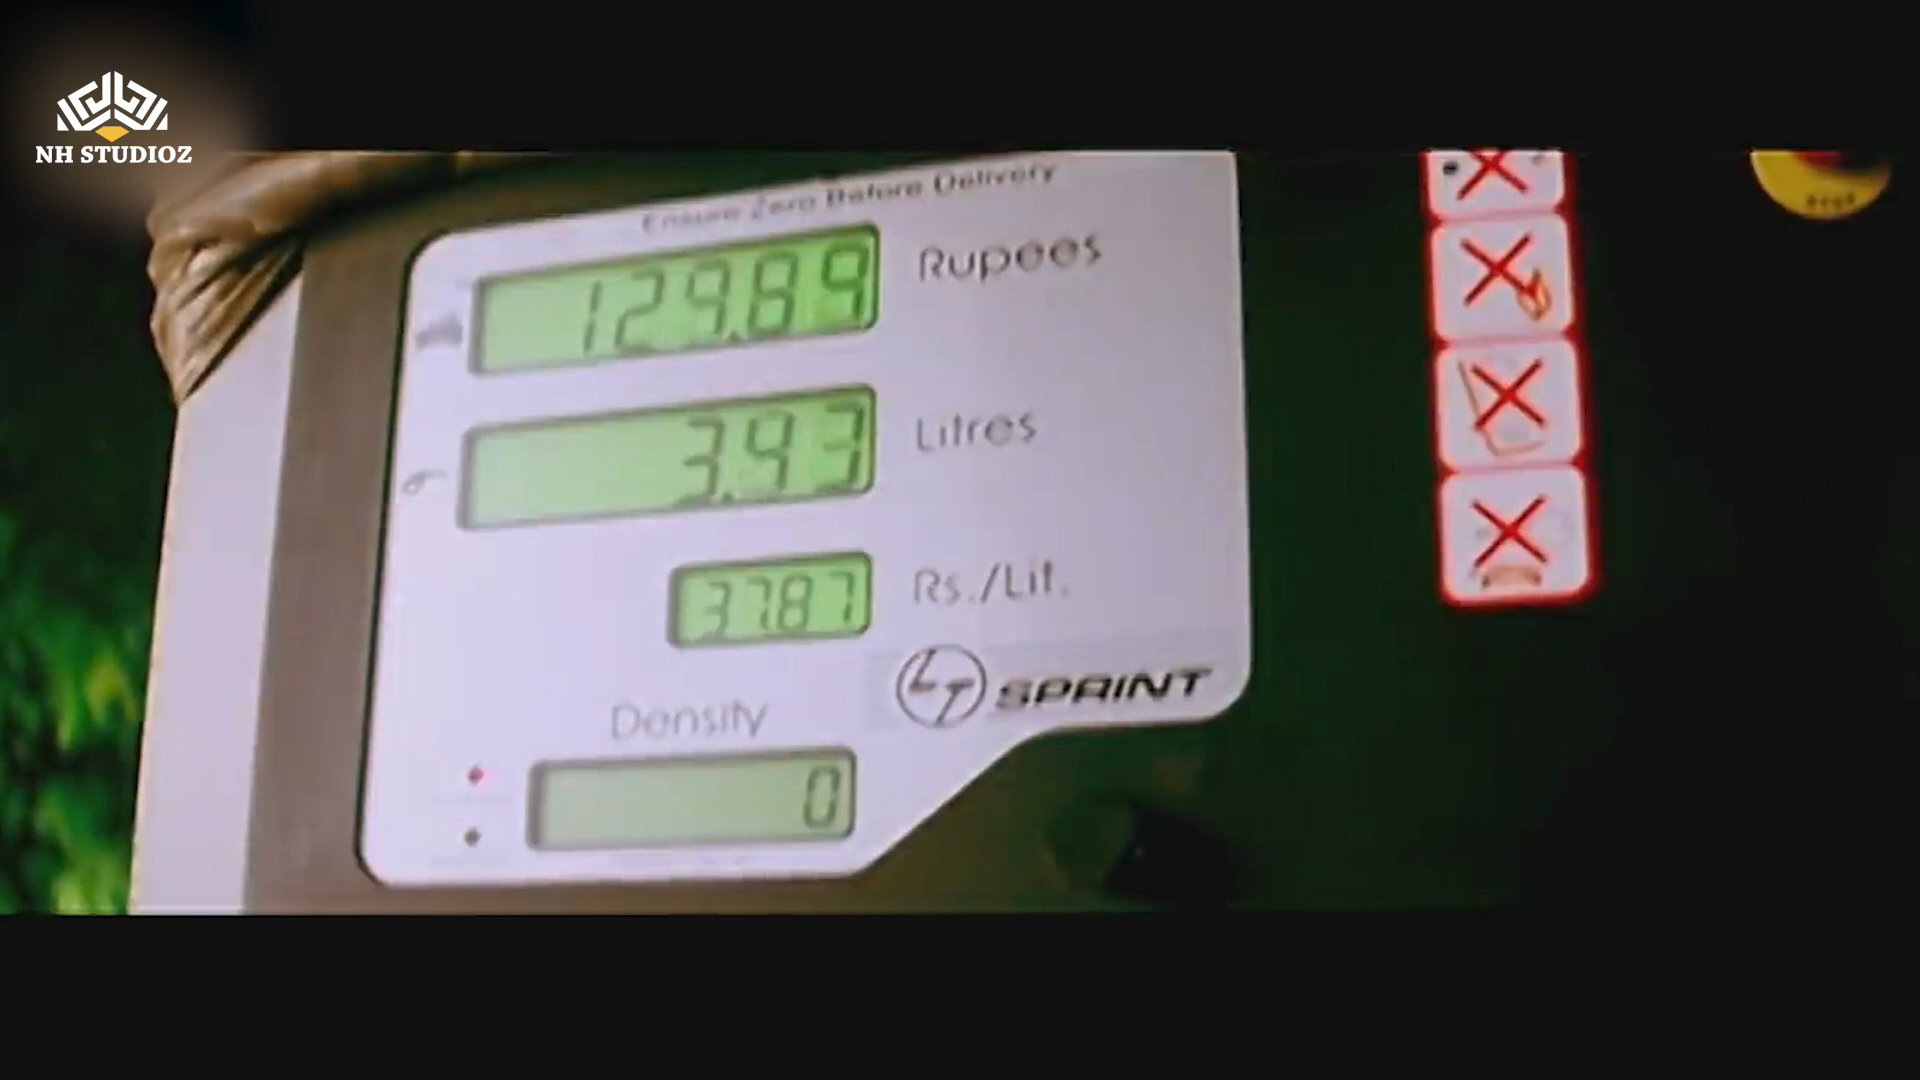 NH STUDIOZ
Ensure Zero Before Delivery
129.89 Rupees
3.43 Litres
37.87 Rs./Lit.
LT SPRINT
Density
0